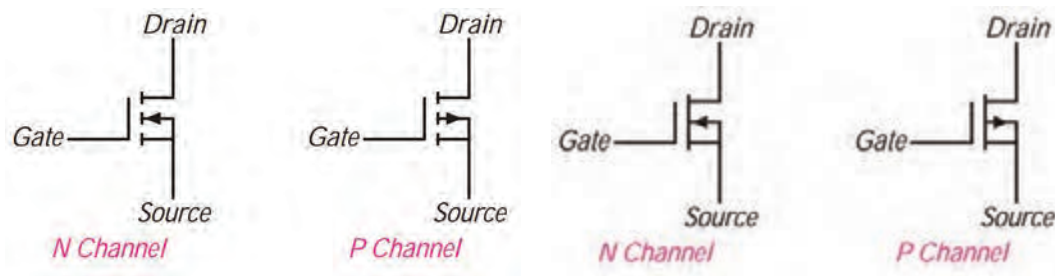 Drain
Gate
Source
N Channel
Drain
Gate
Source
P Channel
Drain
Gate
Source
N Channel
Drain
Gate
Source
P Channel